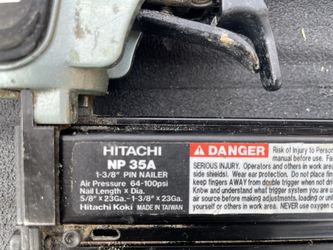 HITACHI
NP 35A
1-3/8" PIN NAILER
Air Pressure 64-100psi
Nail Length X Dia.
5/8" x 23Ga.-1-3/8" x 23Ga.
Hitachi Koki MADE IN TAIWAN
DANGER
Risk of Injury to Person
manual before use. Fa
SERIOUS INJURY. Operators and others in work are
side shields. Wear ear protection. Do not place
keep fingers AWAY from double trigger when not dri
Know and understand what triggering system you are us
air source before making adjustments, loading or unloadi
yourself or others in work area. NEVER use oxygen o